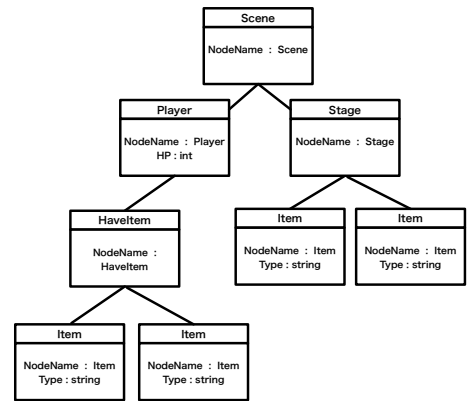 Scene
NodeName : Scene
Player
NodeName : Player
HP : int
Stage
NodeName : Stage
HaveItem
NodeName :
HaveItem
Item
NodeName : Item
Type : string
Item
NodeName : Item
Type : string
Item
NodeName : Item
Type : string
Item
NodeName : Item
Type : string